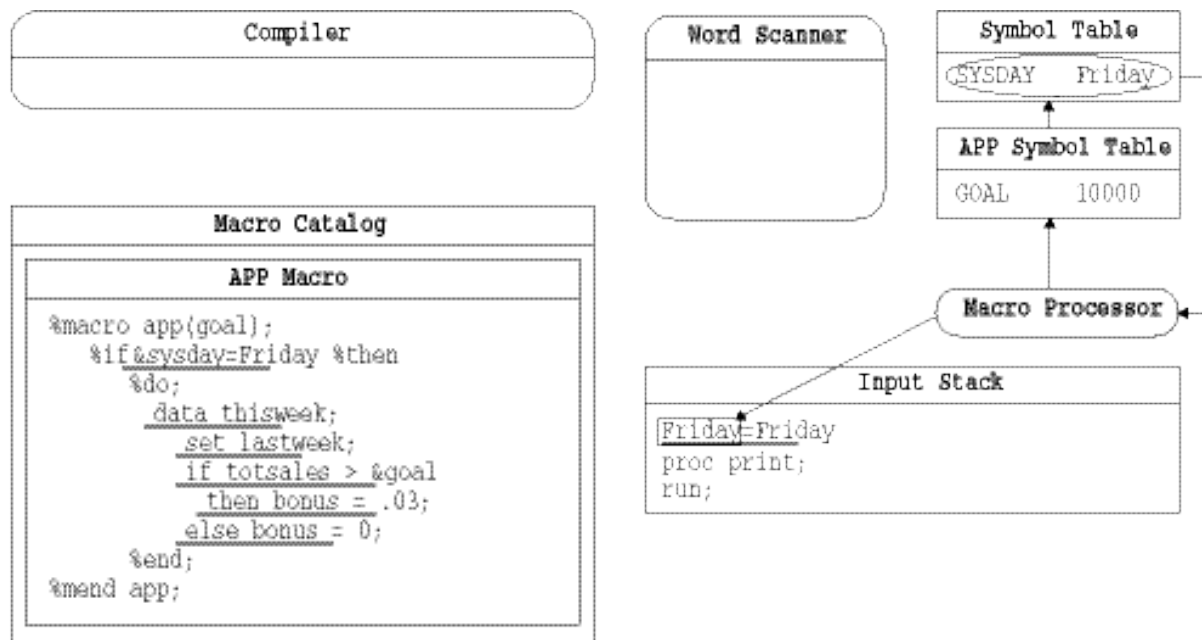 Compiler
Word Scanner
Symbol Table
SYSDAY Friday
APP Symbol Table
GOAL 10000
Macro Catalog
APP Macro
%macro app(goal);
%if &sysday=Friday %then
%do;
data thisweek;
set lastweek;
if totsales > &goal
then bonus = .03;
else bonus = 0;
%end;
%mend app;
Macro Processor
Input Stack
Friday=Friday
proc print;
run;